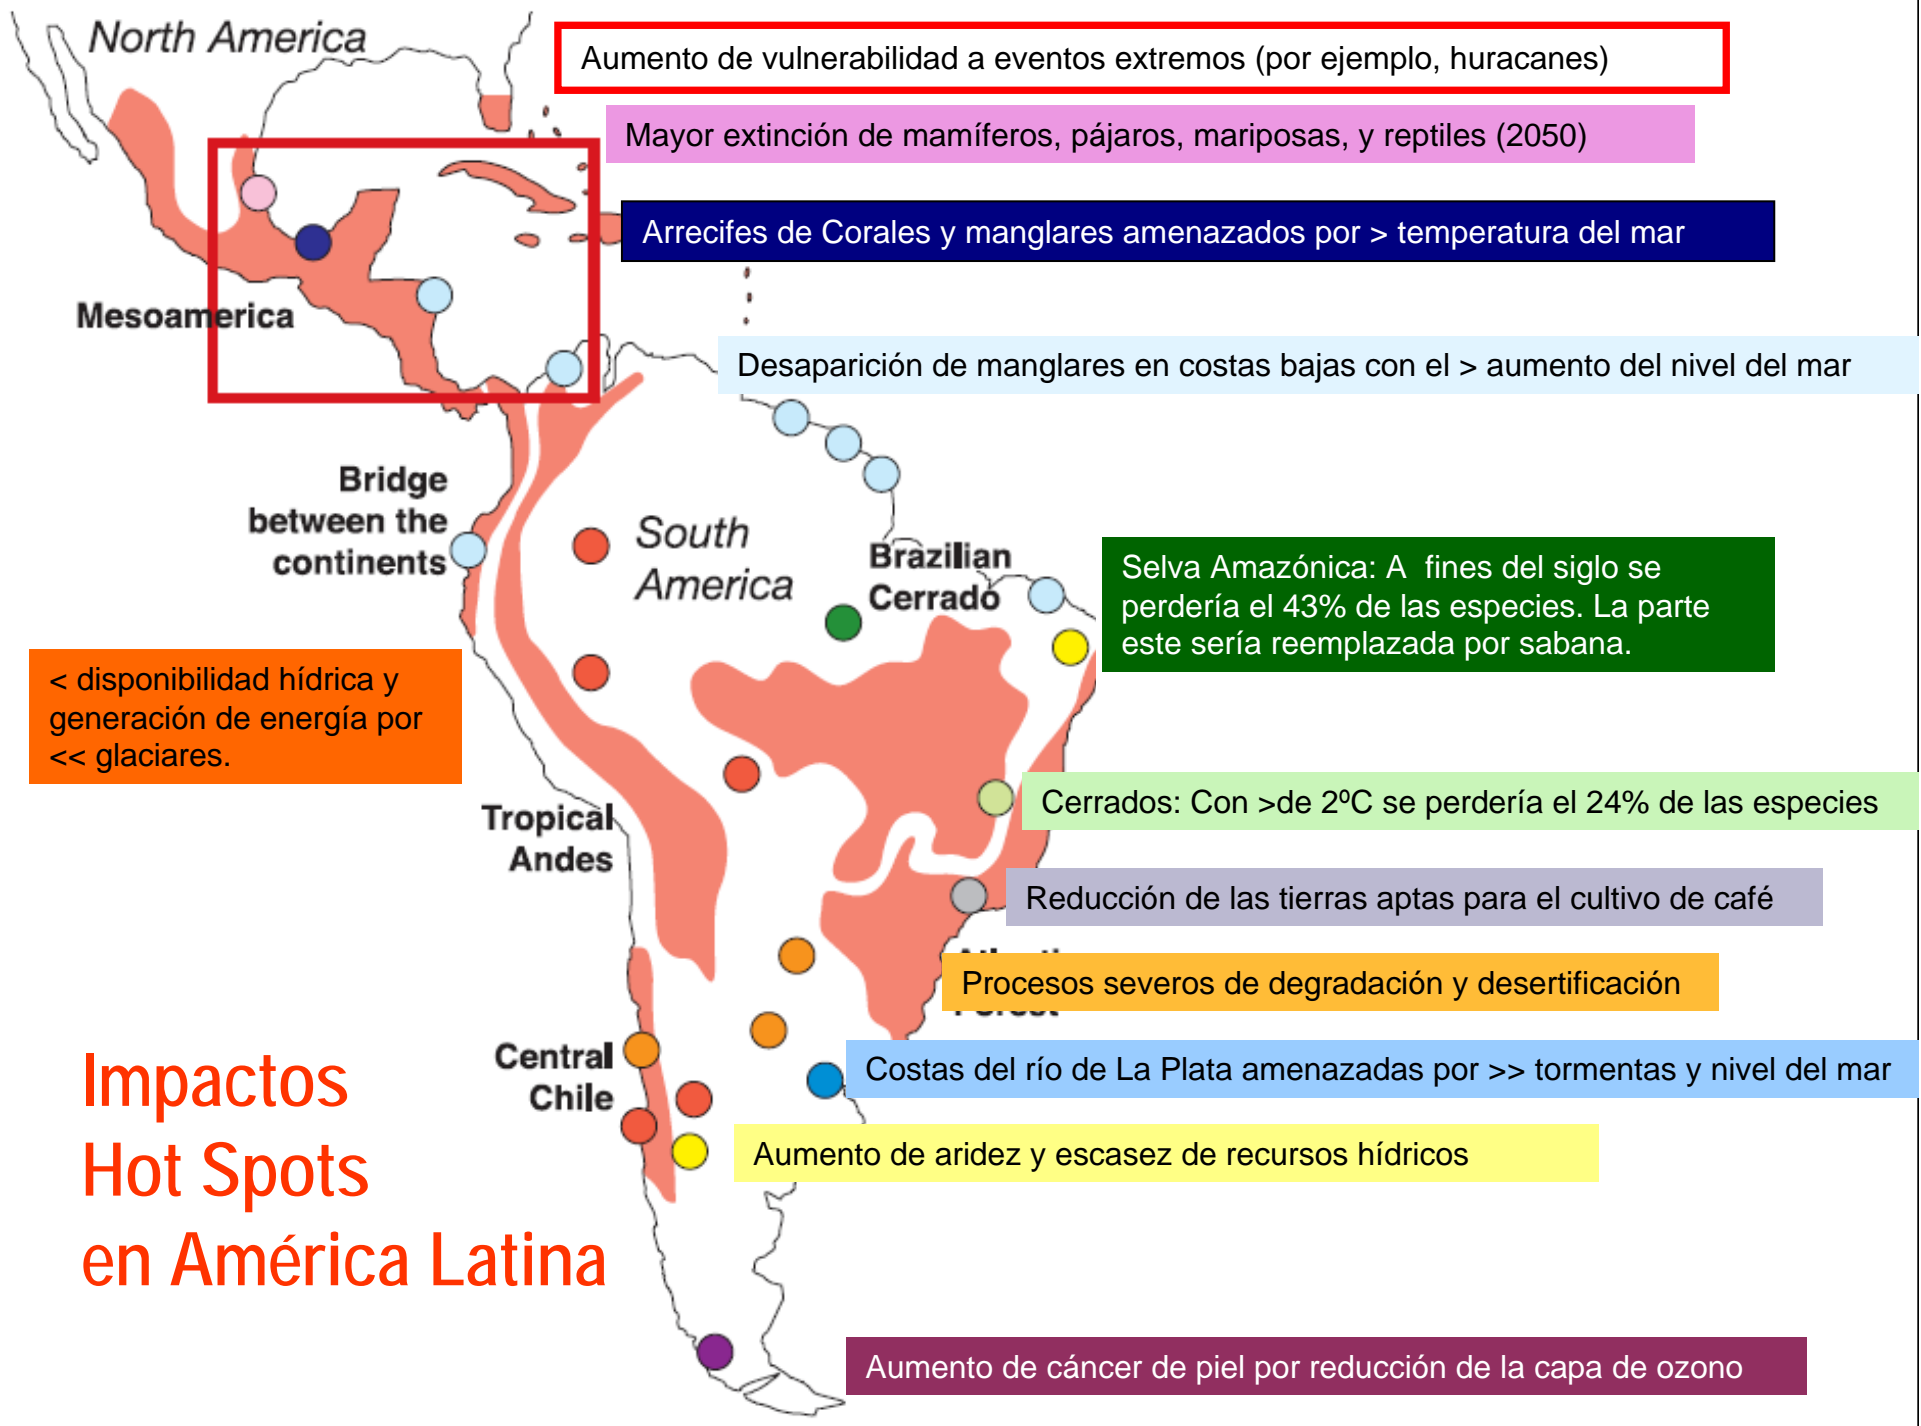 North America
Aumento de vulnerabilidad a eventos extremos (por ejemplo, huracanes)
Mayor extinción de mamíferos, pájaros, mariposas, y reptiles (2050)
Arrecifes de Corales y manglares amenazados por > temperatura del mar
Mesoamerica
Desaparición de manglares en costas bajas con el > aumento del nivel del mar
Bridge
between the
continents
South
America
Brazilian
Cerrado
Selva Amazónica: A  fines del siglo se
perdería el 43% de las especies. La parte
este sería reemplazada por sabana.
< disponibilidad hídrica y
generación de energía por
<< glaciares.
Tropical
Andes
Cerrados: Con >de 2ºC se perdería el 24% de las especies
Reducción de las tierras aptas para el cultivo de café
Procesos severos de degradación y desertificación
Central
Chile
Costas del río de La Plata amenazadas por >> tormentas y nivel del mar
Aumento de aridez y escasez de recursos hídricos
Impactos
Hot Spots
en América Latina
Aumento de cáncer de piel por reducción de la capa de ozono